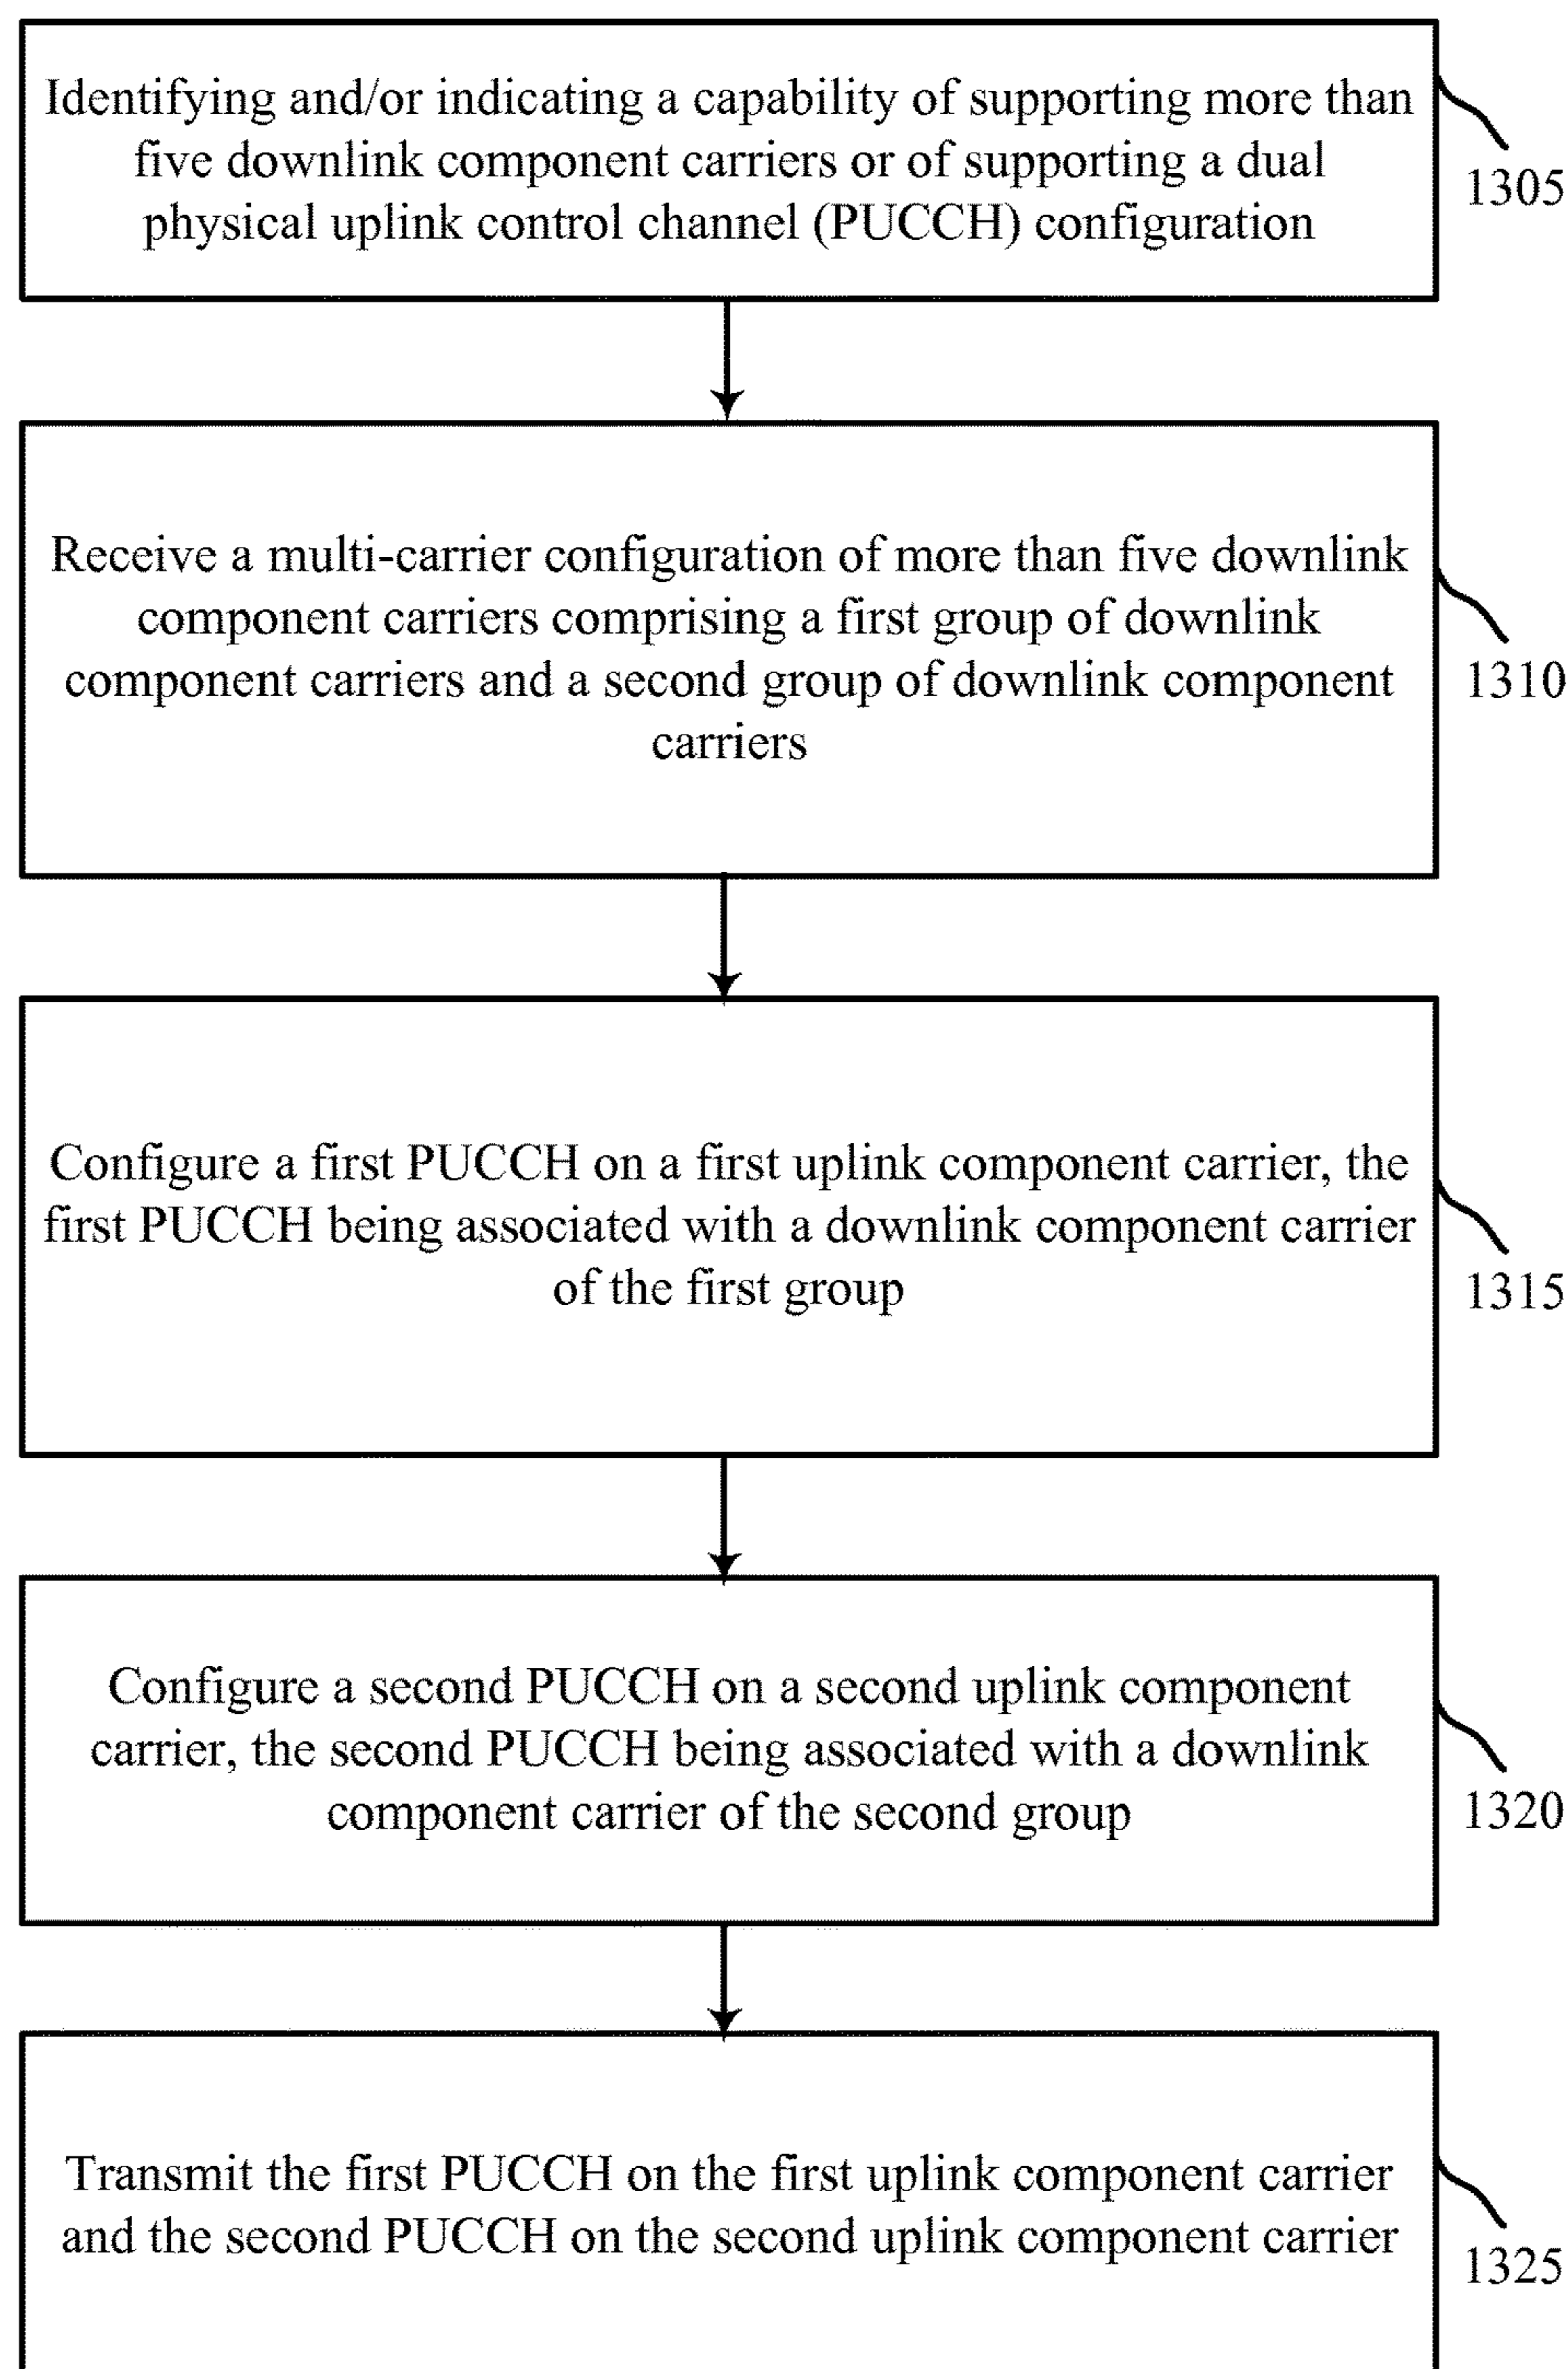 Identifying and/or indicating a capability of supporting more than
five downlink component carriers or of supporting a dual
physical uplink control channel (PUCCH) configuration
1305
Receive a multi-carrier configuration of more than five downlink
component carriers comprising a first group of downlink
component carriers and a second group of downlink component
carriers
1310
Configure a first PUCCH on a first uplink component carrier, the
first PUCCH being associated with a downlink component carrier
of the first group
1315
Configure a second PUCCH on a second uplink component
carrier, the second PUCCH being associated with a downlink
component carrier of the second group
1320
Transmit the first PUCCH on the first uplink component carrier
and the second PUCCH on the second uplink component carrier
1325